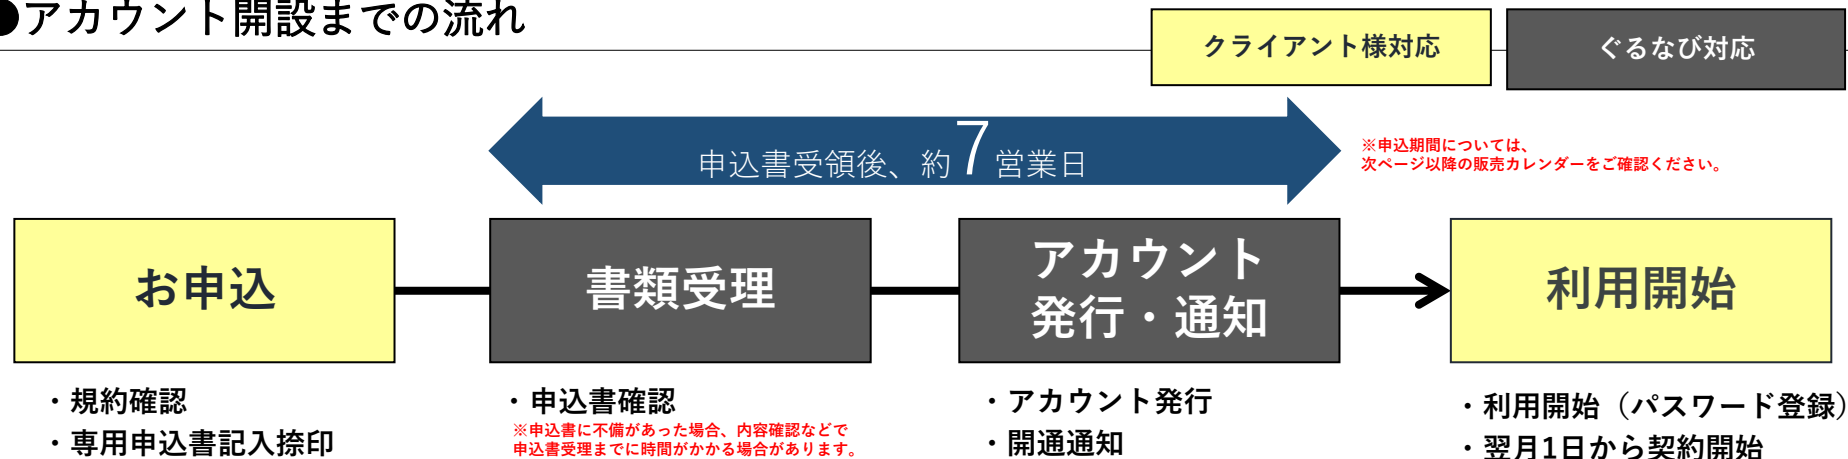 ●アカウント開設までの流れ
クライアント様対応
ぐるなび対応
申込書受領後、約7営業日
※申込期間については、
次ページ以降の販売カレンダーをご確認ください。
お申込
書類受理
アカウント
発行・通知
利用開始
・規約確認
・専用申込書記入捺印
・申込書確認
※申込書に不備があった場合、内容確認などで
申込書受理までに時間がかかる場合があります。
・アカウント発行
・開通通知
・利用開始（パスワード登録）
・翌月1日から契約開始